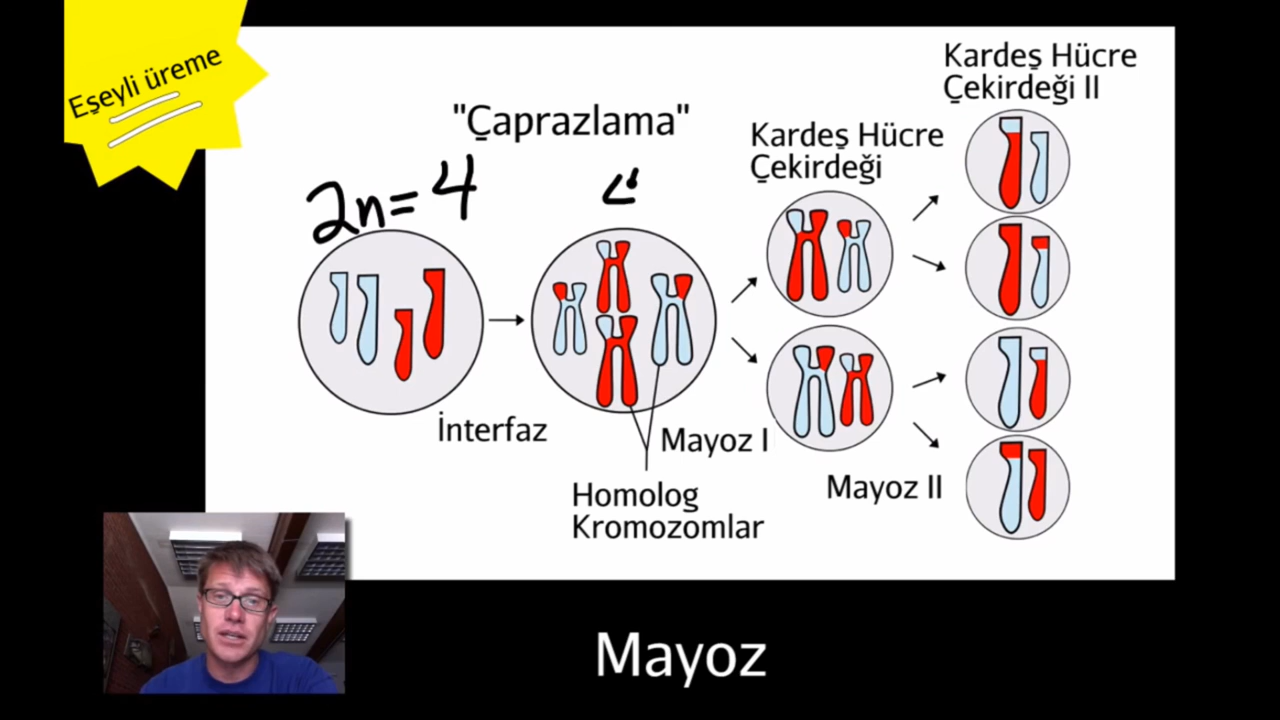 Eşeyli üreme
Kardeş Hücre
Çekirdeği II
"Çaprazlama"
Kardeş Hücre
Çekirdeği
2n=4
İnterfaz
Mayoz I
Homolog
Kromozomlar
Mayoz II
Mayoz